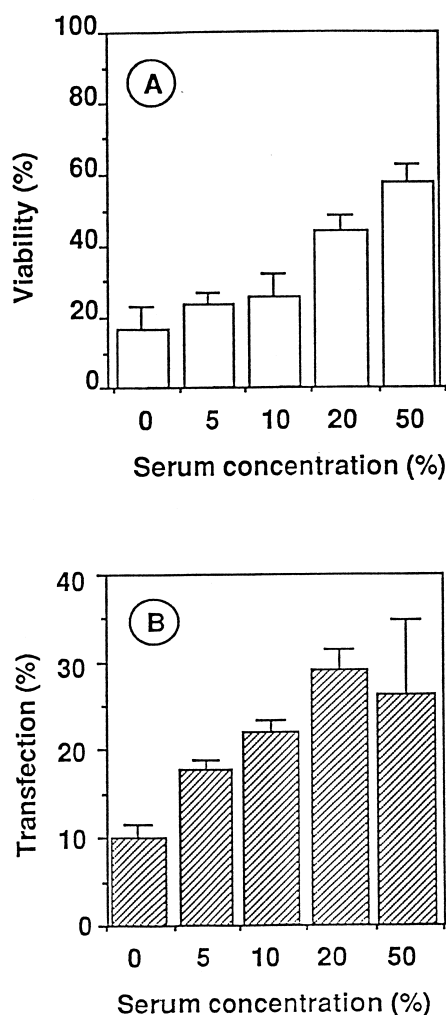 100
A
80
60
40
20
0
Viability (%)
0 5 10 20 50
Serum concentration (%)
40
B
30
20
10
0
Transfection (%)
0 5 10 20 50
Serum concentration (%)